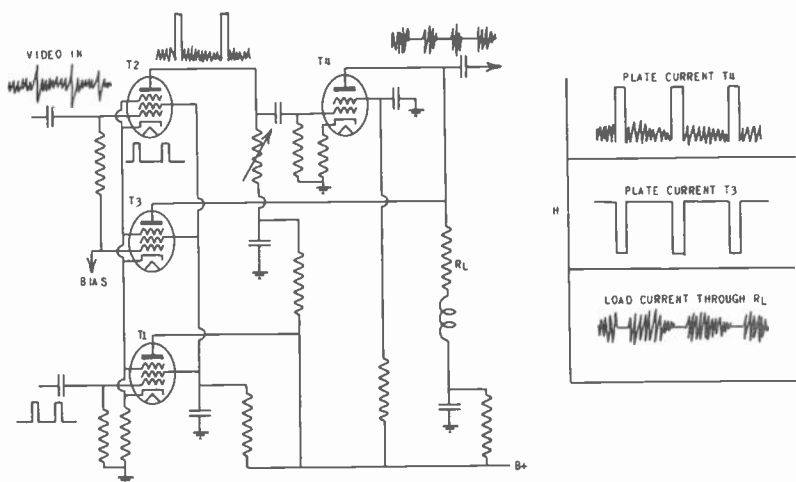 VIDEO IN
T2
T4
T3
BIAS
T1
RL
B+
H
PLATE CURRENT T4
PLATE CURRENT T3
LOAD CURRENT THROUGH RL